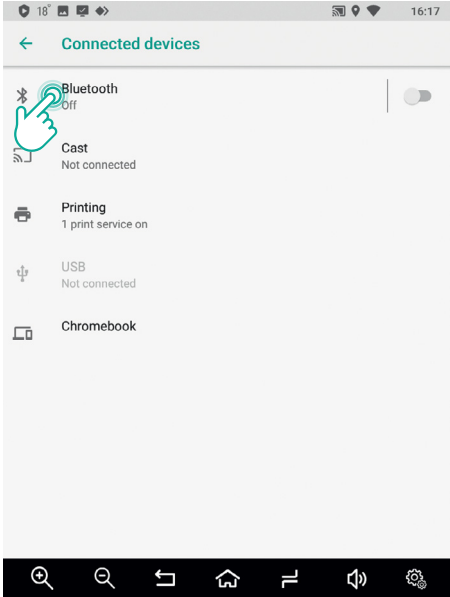 18° 16:17
Connected devices
Bluetooth
Off
Cast
Not connected
Printing
1 print service on
USB
Not connected
Chromebook